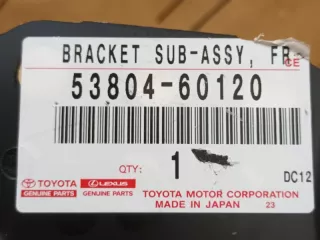 BRACKET SUB-ASSY, FR
CE
53804-60120
QTY: 1
DC12
TOYOTA GENUINE PARTS
LEXUS GENUINE PARTS
TOYOTA MOTOR CORPORATION
MADE IN JAPAN 23